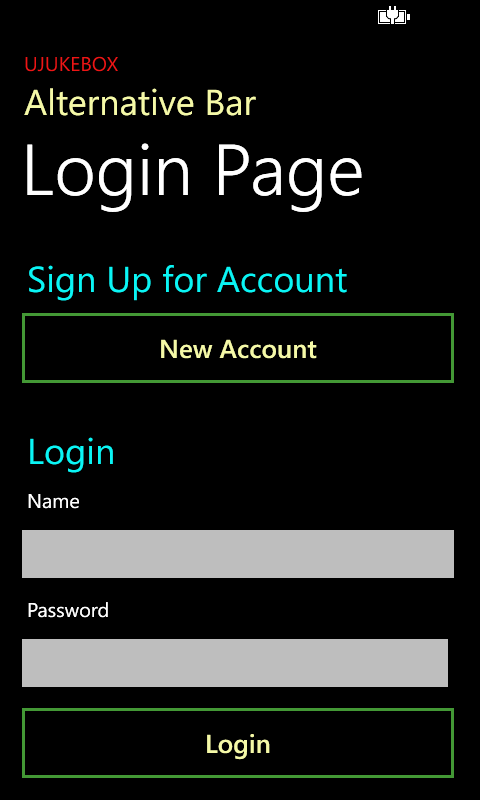 UJUKEBOX
Alternative Bar
Login Page
Sign Up for Account
New Account
Login
Name
Password
Login